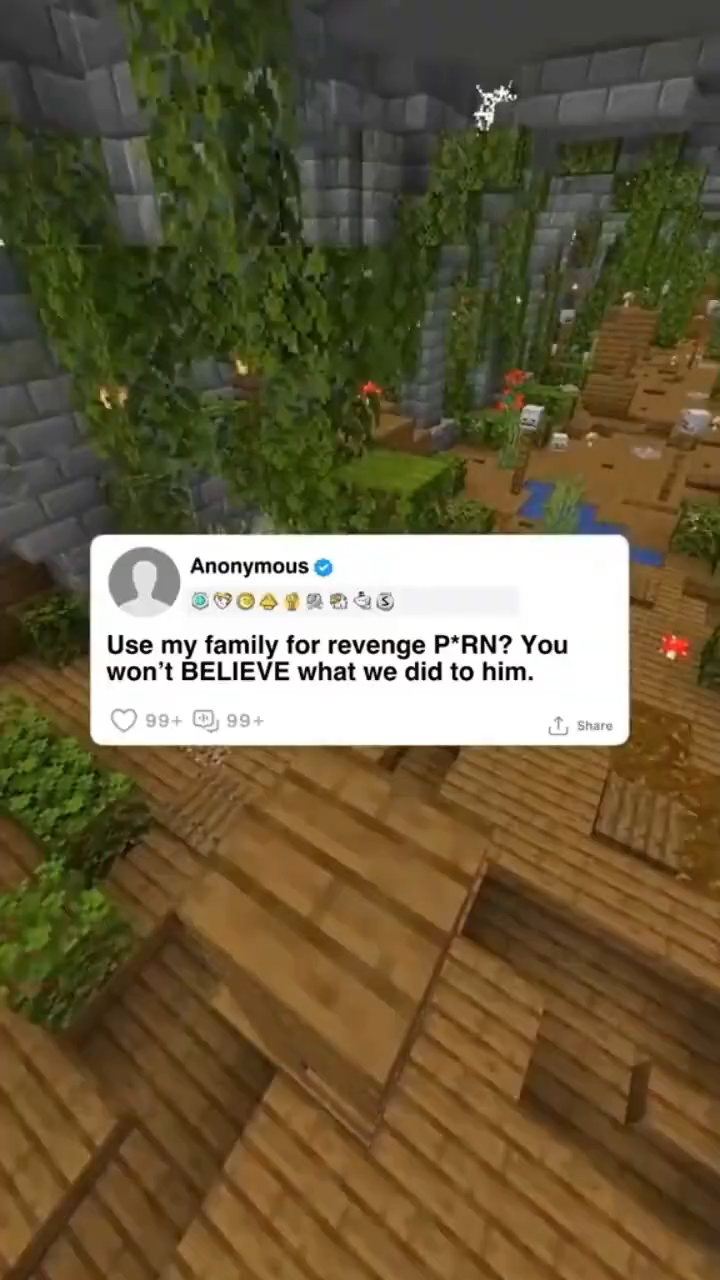 Anonymous
Use my family for revenge P*RN? You
won’t BELIEVE what we did to him.
99+ 99+ Share